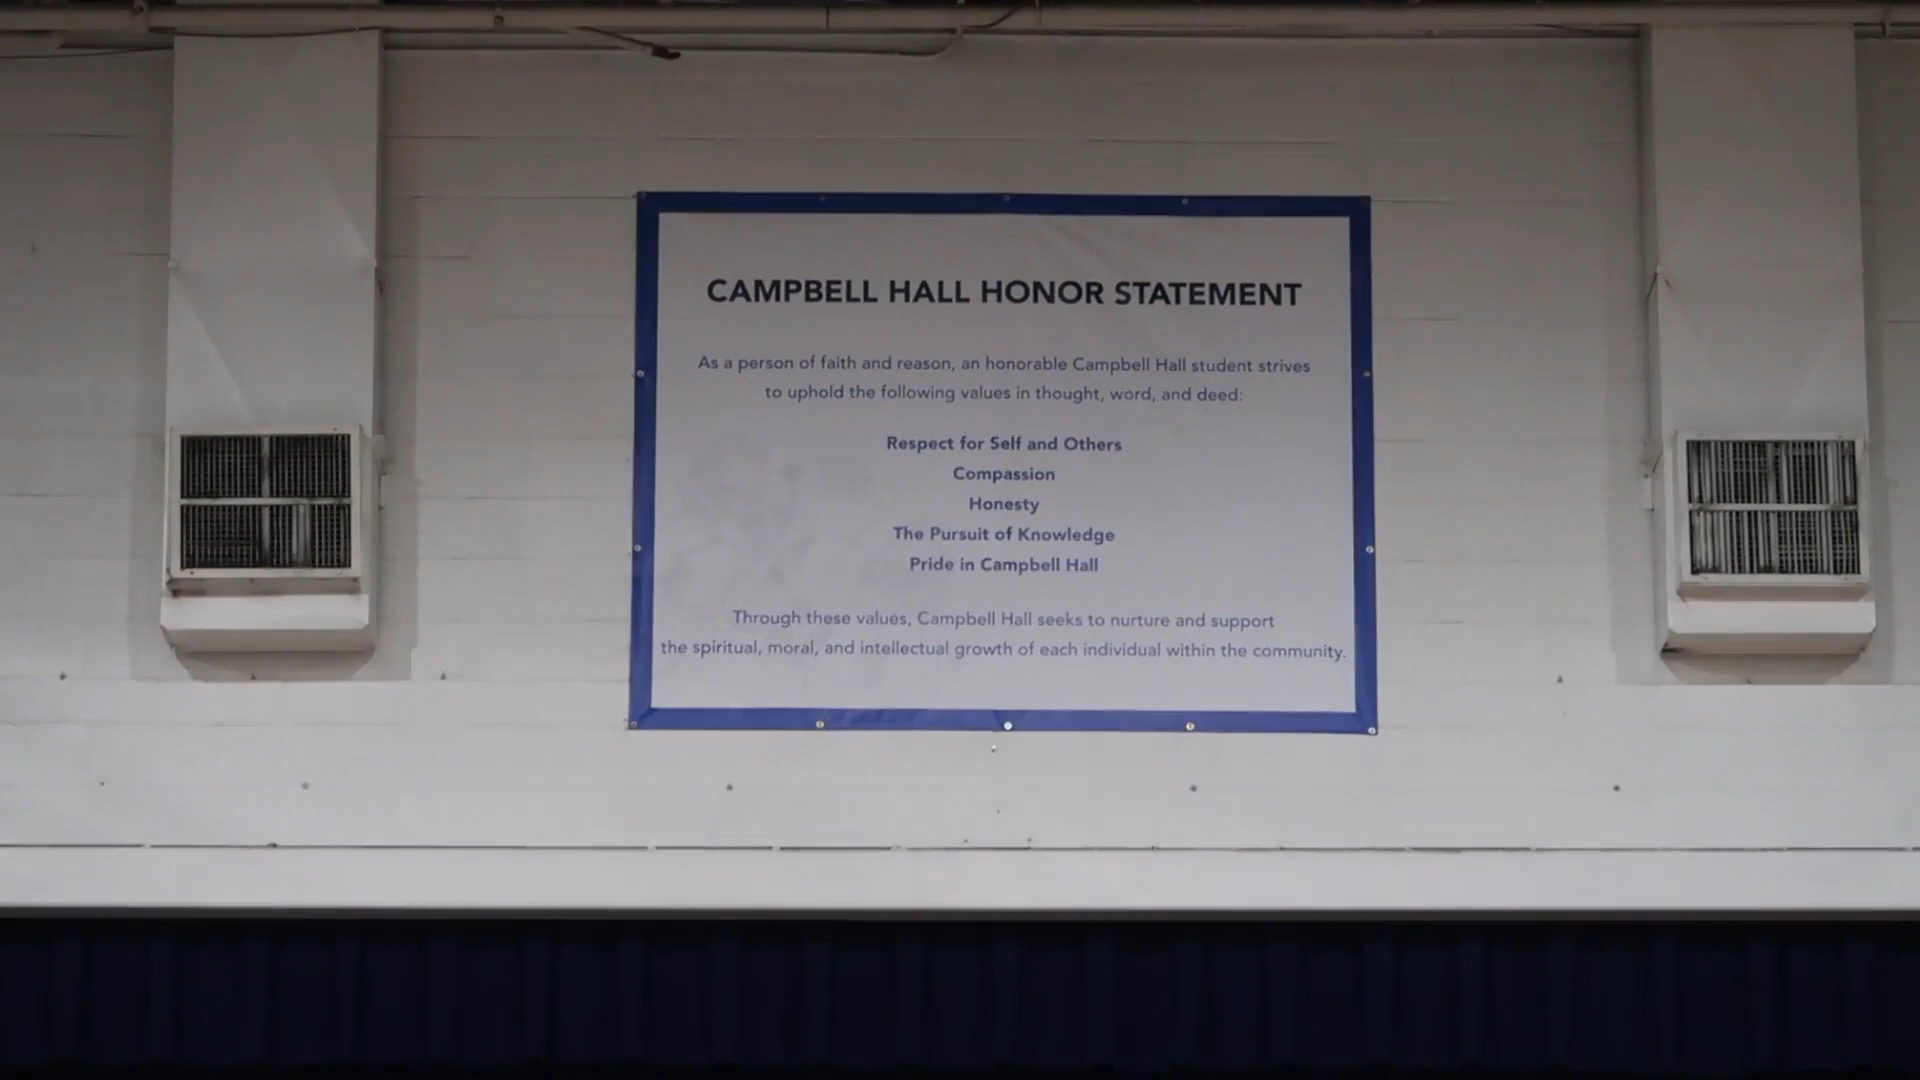 CAMPBELL HALL HONOR STATEMENT
As a person of faith and reason, an honorable Campbell Hall student strives
to uphold the following values in thought, word, and deed:
Respect for Self and Others
Compassion
Honesty
The Pursuit of Knowledge
Pride in Campbell Hall
Through these values, Campbell Hall seeks to nurture and support
the spiritual, moral, and intellectual growth of each individual within the community.